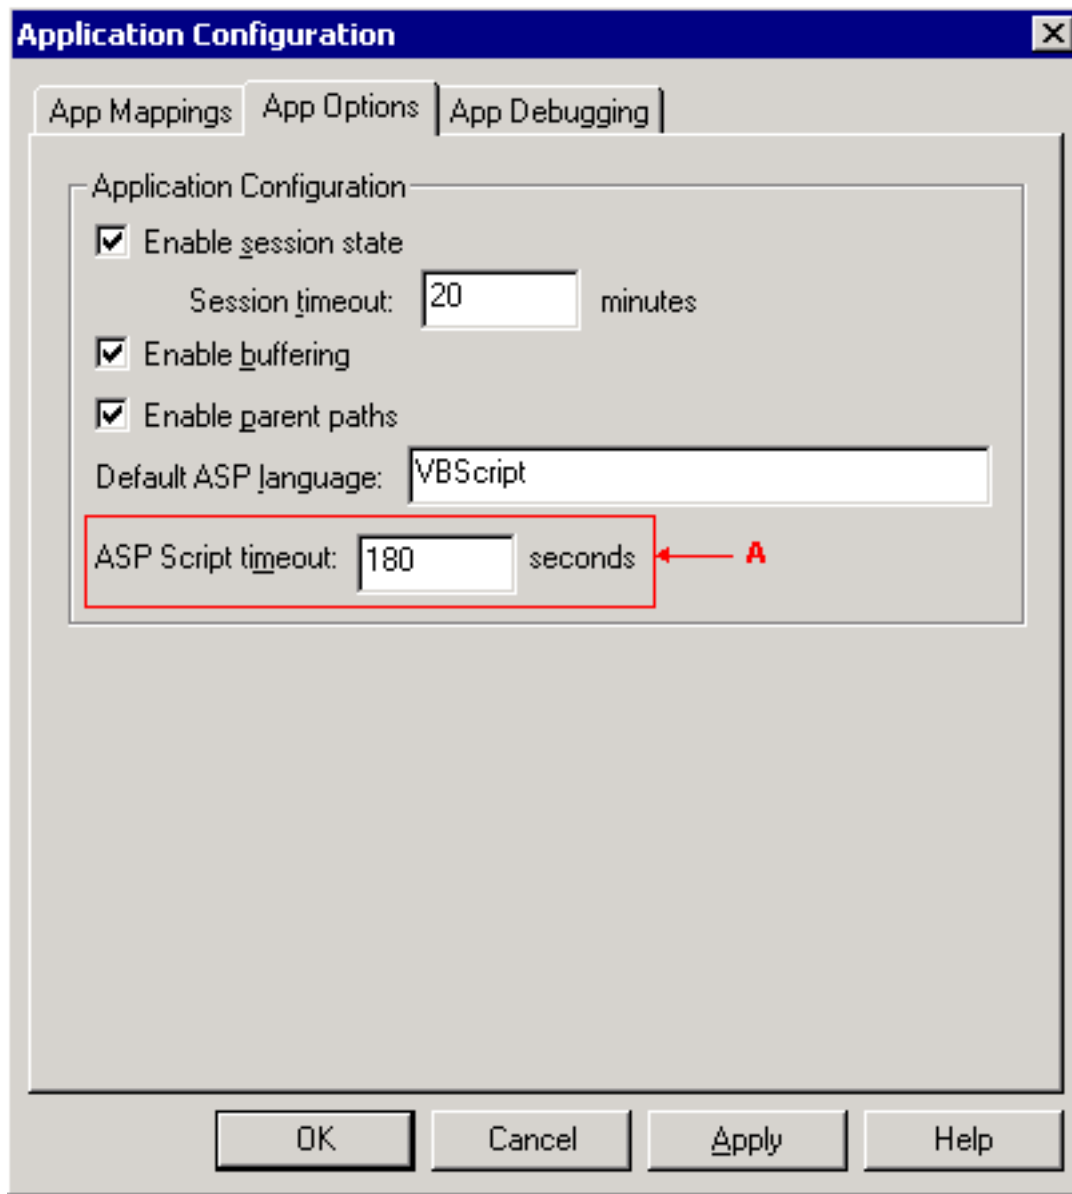 Application Configuration
App Mappings App Options App Debugging
Application Configuration
Enable session state
Session timeout: 20 minutes
Enable buffering
Enable parent paths
Default ASP language: VBScript
ASP Script timeout: 180 seconds A
OK Cancel Apply Help